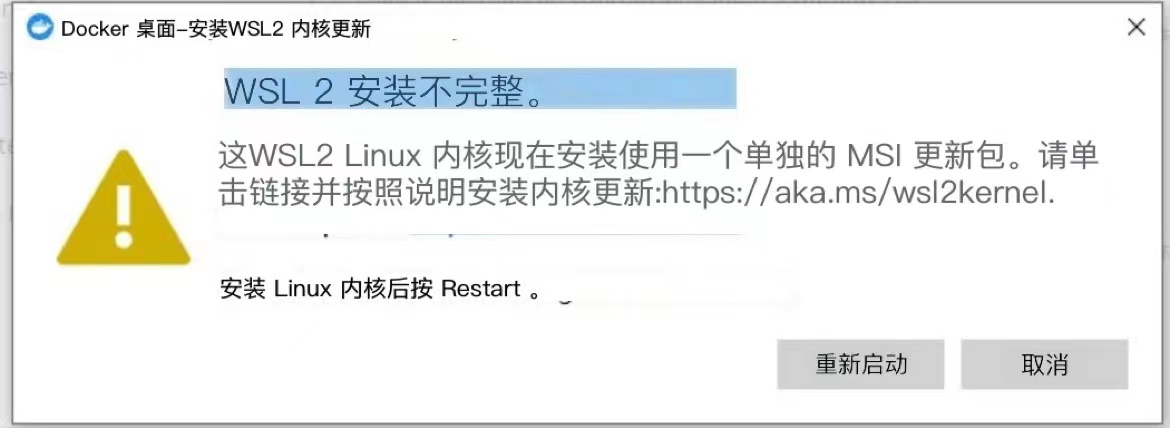 Docker 桌面-安装WSL2 内核更新
WSL 2 安装不完整。
这WSL2 Linux 内核现在安装使用一个单独的 MSI 更新包。请单
击链接并按照说明安装内核更新:https://aka.ms/wsl2kernel.
安装 Linux 内核后按 Restart 。
重新启动
取消